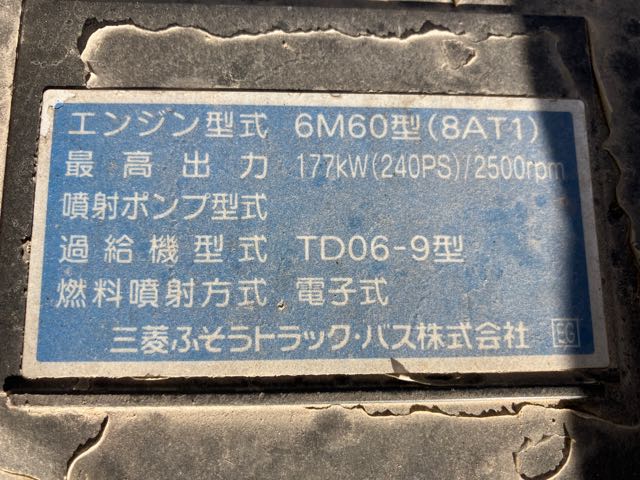 エンジン型式 6M60型(8AT1)
最高出力 177kW(240PS)/2500rpm
噴射ポンプ型式
過給機型式 TD06-9型
燃料噴射方式 電子式
三菱ふそうトラック・バス株式会社 EG